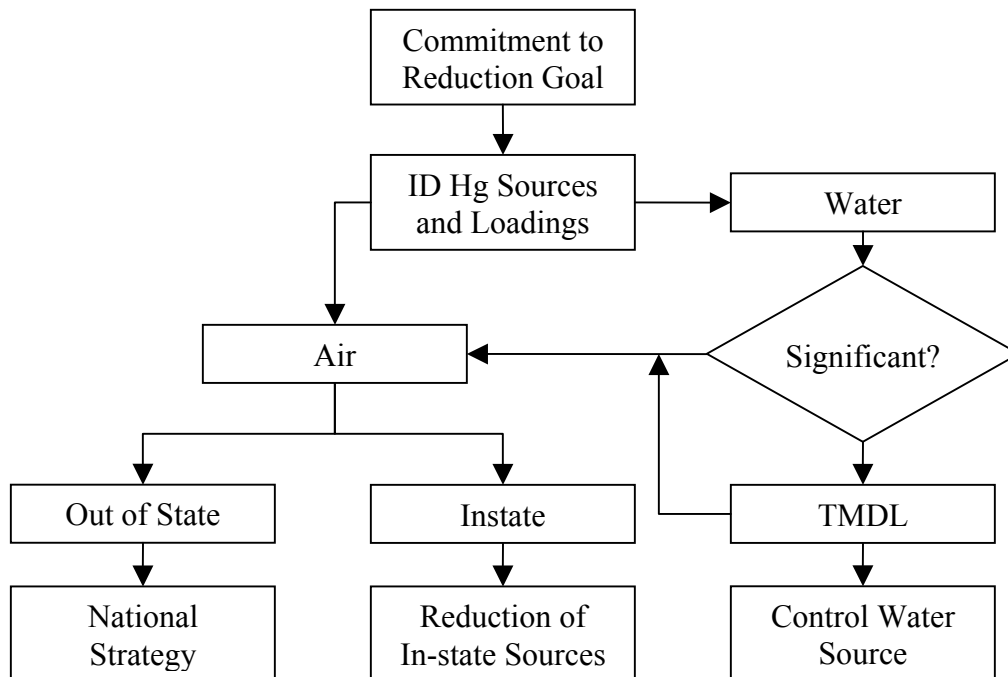 Commitment to
Reduction Goal
ID Hg Sources
and Loadings
Water
Air
Significant?
Out of State
Instate
TMDL
National
Strategy
Reduction of
In-state Sources
Control Water
Source